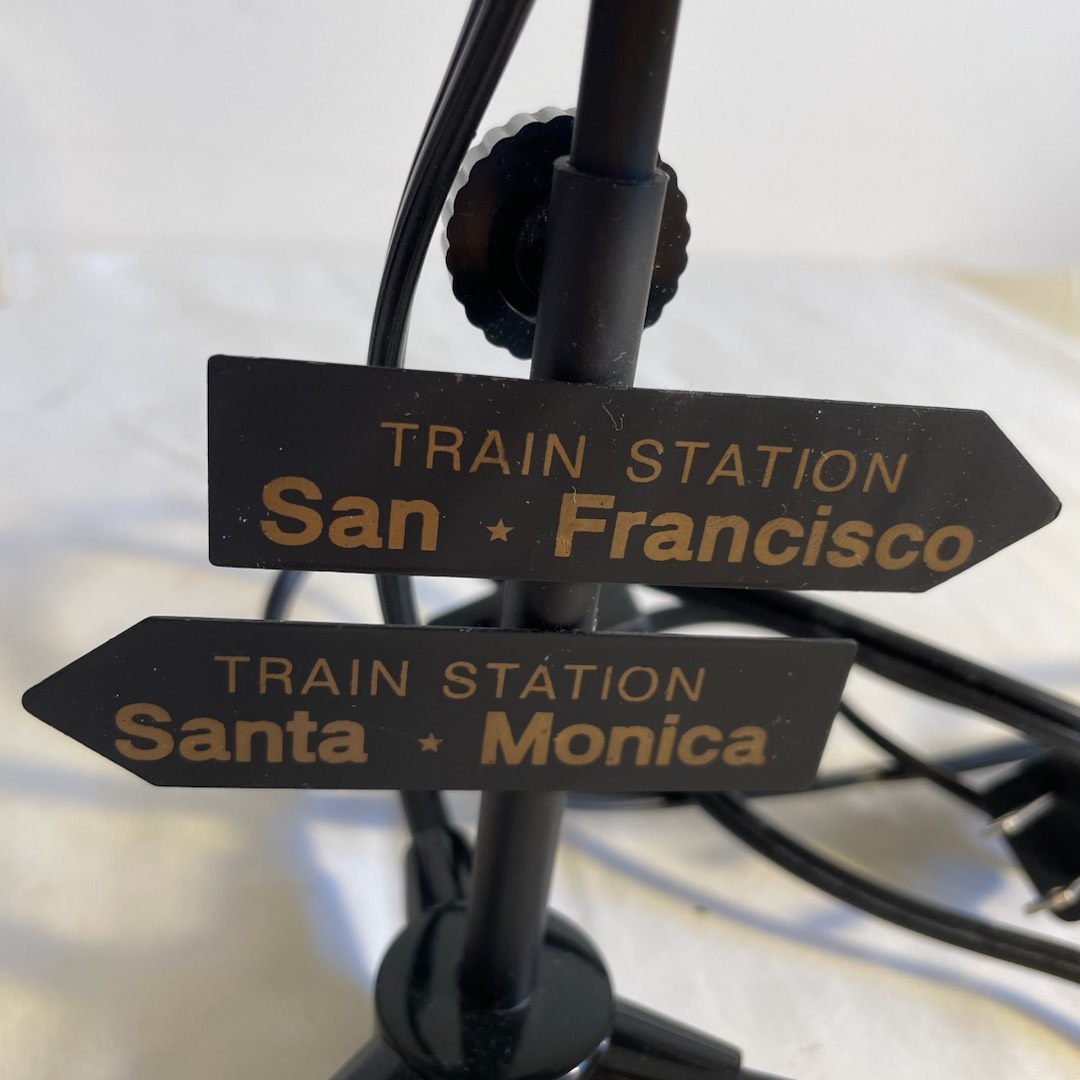 TRAIN STATION
San ⋆ Francisco
TRAIN STATION
Santa ⋆ Monica